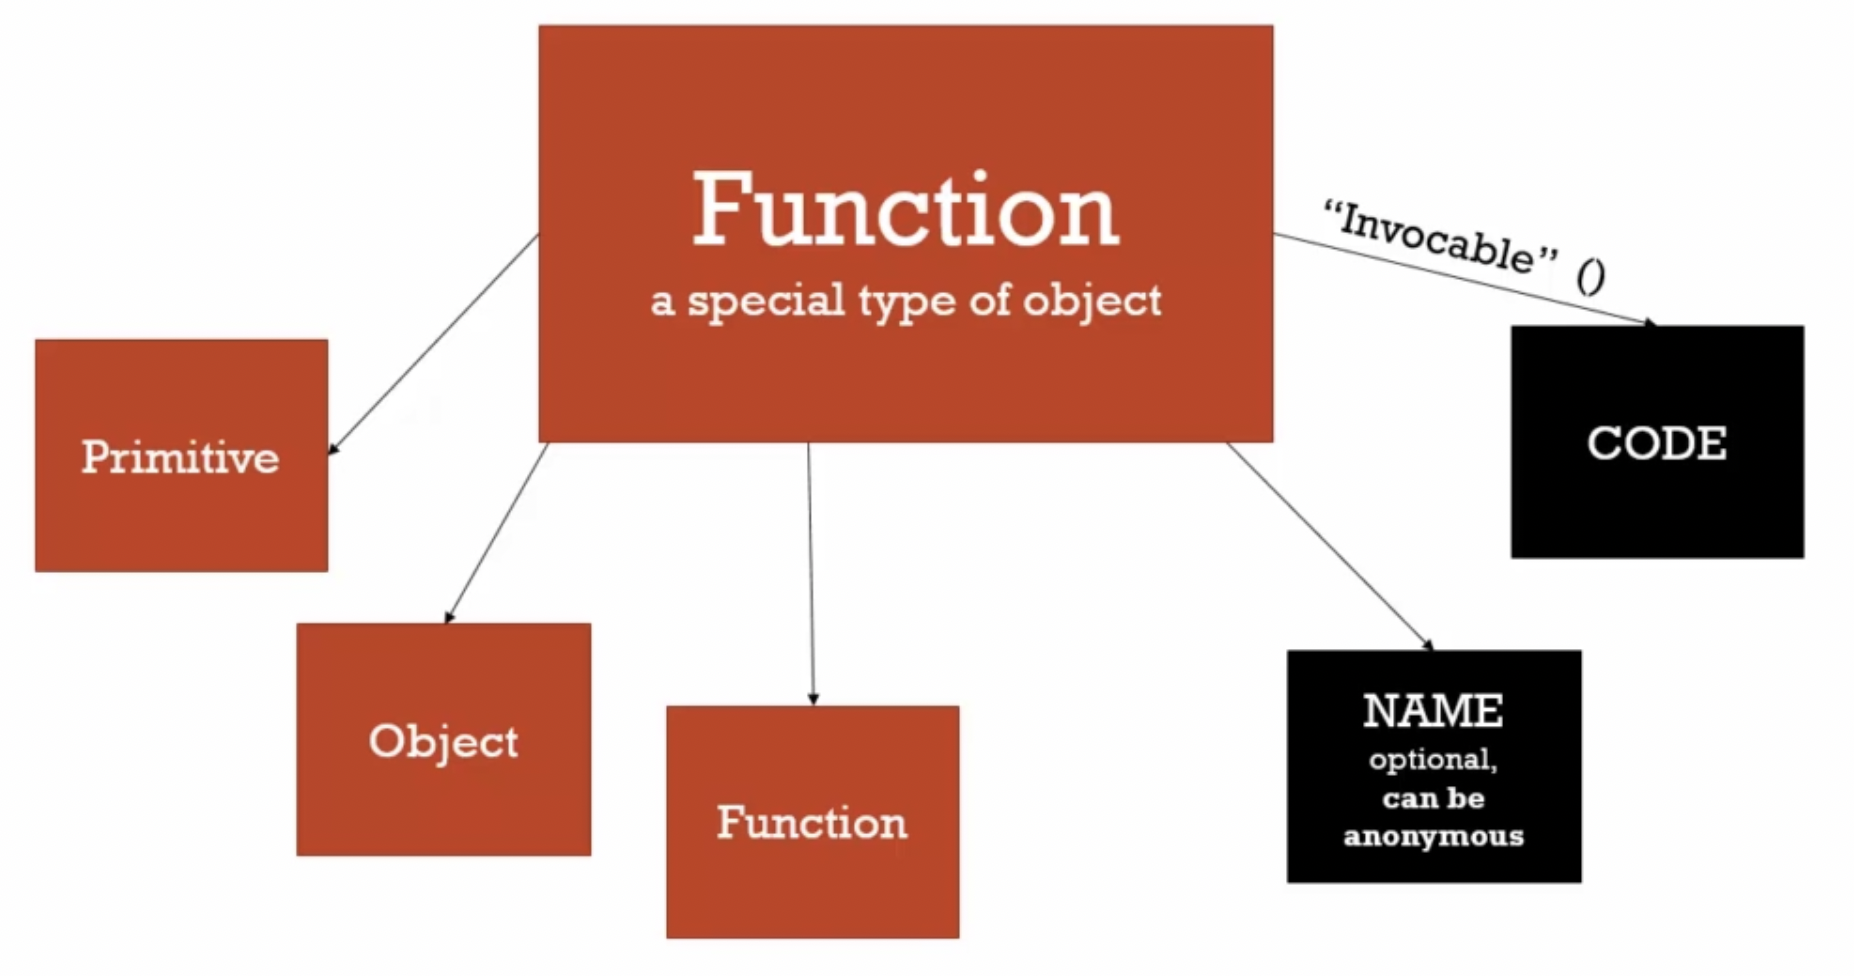 Function
a special type of object
“Invocable” ()
Primitive
CODE
Object
Function
NAME
optional,
can be
anonymous